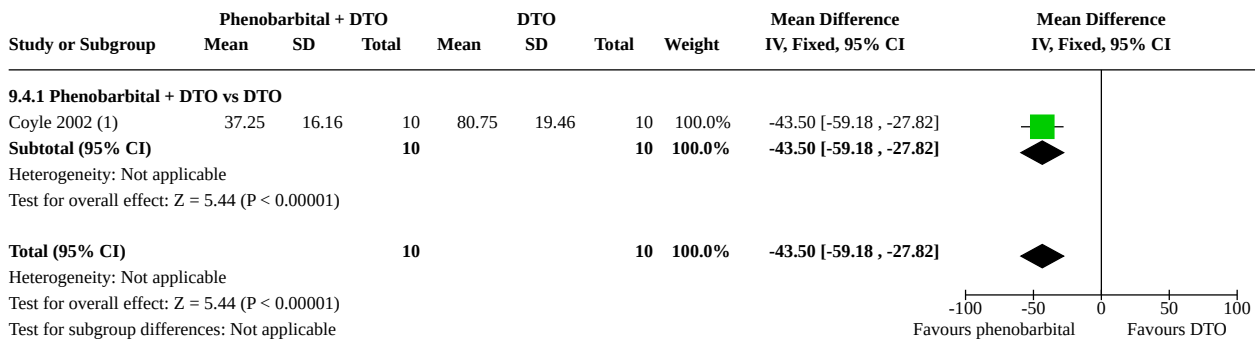 Phenobarbital + DTO DTO Mean Difference Mean Difference
Study or Subgroup Mean SD Total Mean SD Total Weight IV, Fixed, 95% CI IV, Fixed, 95% CI
9.4.1 Phenobarbital + DTO vs DTO
Coyle 2002 (1) 37.25 16.16 10 80.75 19.46 10 100.0% -43.50 [-59.18 , -27.82]
Subtotal (95% CI) 10 10 100.0% -43.50 [-59.18 , -27.82]
Heterogeneity: Not applicable
Test for overall effect: Z = 5.44 (P < 0.00001)
Total (95% CI) 10 10 100.0% -43.50 [-59.18 , -27.82]
Heterogeneity: Not applicable
Test for overall effect: Z = 5.44 (P < 0.00001)
-100 -50 0 50 100
Test for subgroup differences: Not applicable Favours phenobarbital Favours DTO